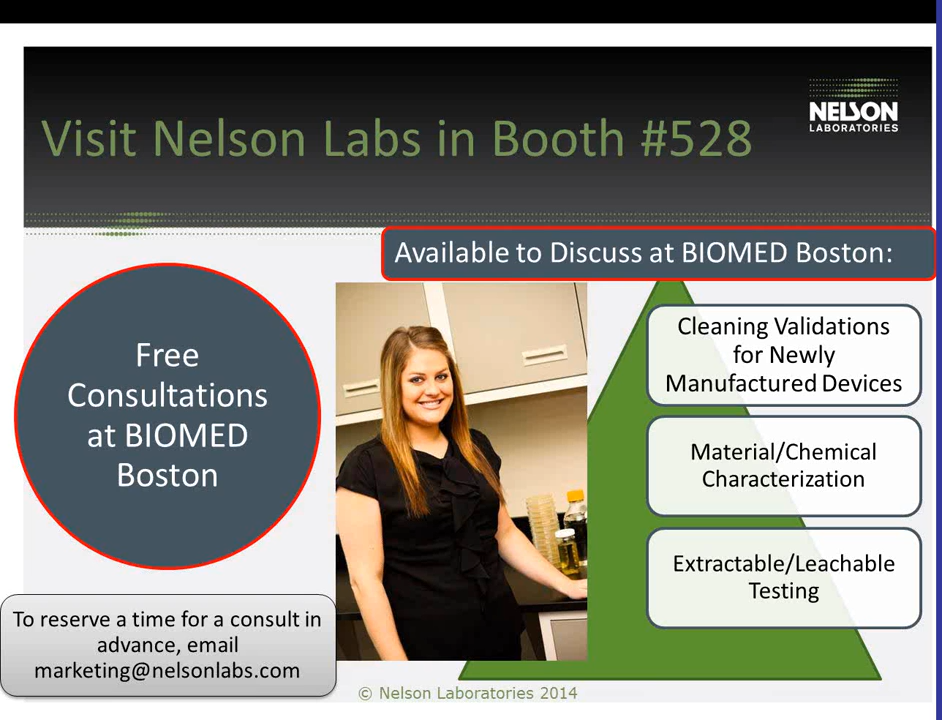 Visit Nelson Labs in Booth #528
NELSON
LABORATORIES
Available to Discuss at BIOMED Boston:
Free
Consultations
at BIOMED
Boston
Cleaning Validations
for Newly
Manufactured Devices
Material/Chemical
Characterization
Extractable/Leachable
Testing
To reserve a time for a consult in
advance, email
marketing@nelsonlabs.com
© Nelson Laboratories 2014